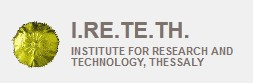 I.RE.TE.TH.
INSTITUTE FOR RESEARCH AND
TECHNOLOGY, THESSALY